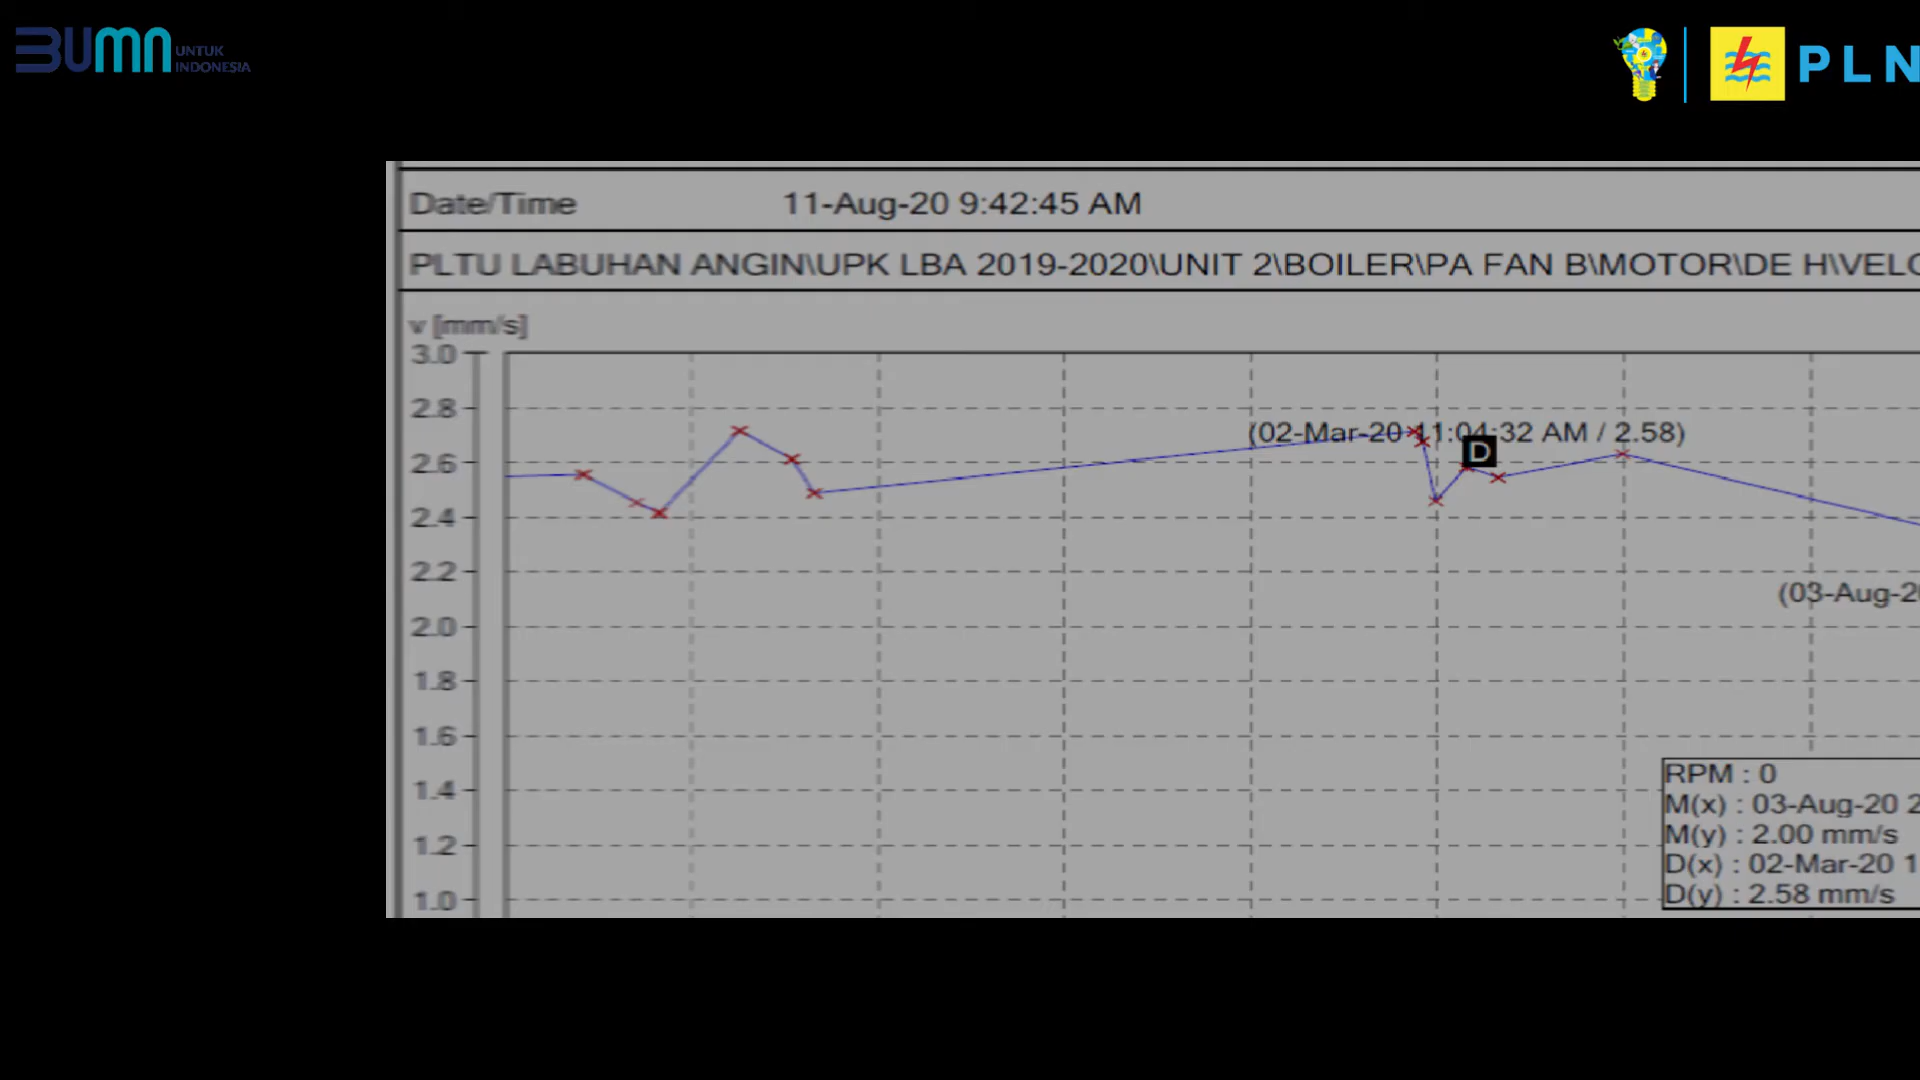 BUMN UNTUK INDONESIA
PLN
Date/Time 11-Aug-20 9:42:45 AM
PLTU LABUHAN ANGIN\UPK LBA 2019-2020\UNIT 2\BOILER\PA FAN B\MOTOR\DE H\VELO
v [mm/s]
3.0
2.8
(02-Mar-20 11:04:32 AM / 2.58)
D
2.6
2.4
2.2
(03-Aug-20
2.0
1.8
1.6
1.4
1.2
1.0
RPM : 0
M(x) : 03-Aug-20 2
M(y) : 2.00 mm/s
D(x) : 02-Mar-20 1
D(y) : 2.58 mm/s